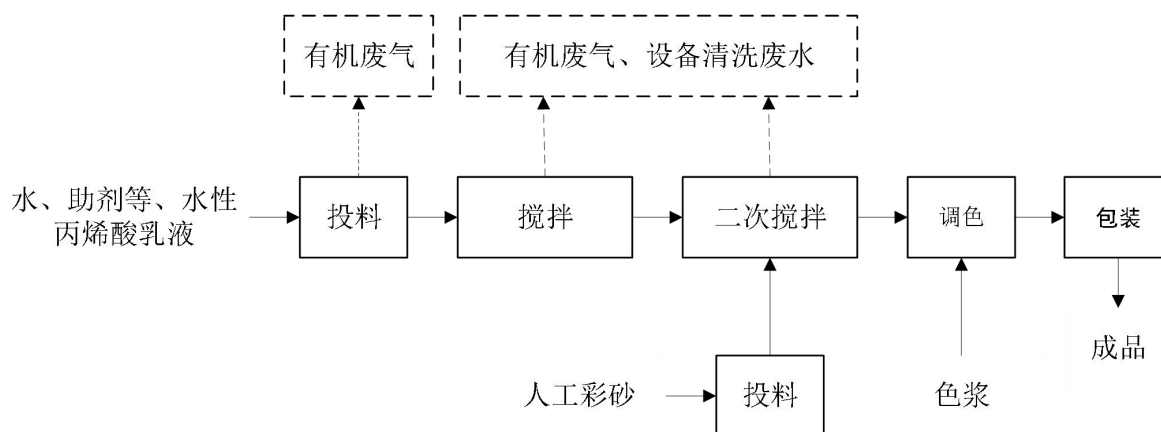 有机废气
有机废气、设备清洗废水
水、助剂等、水性
丙烯酸乳液
投料
搅拌
二次搅拌
调色
包装
成品
人工彩砂
投料
色浆